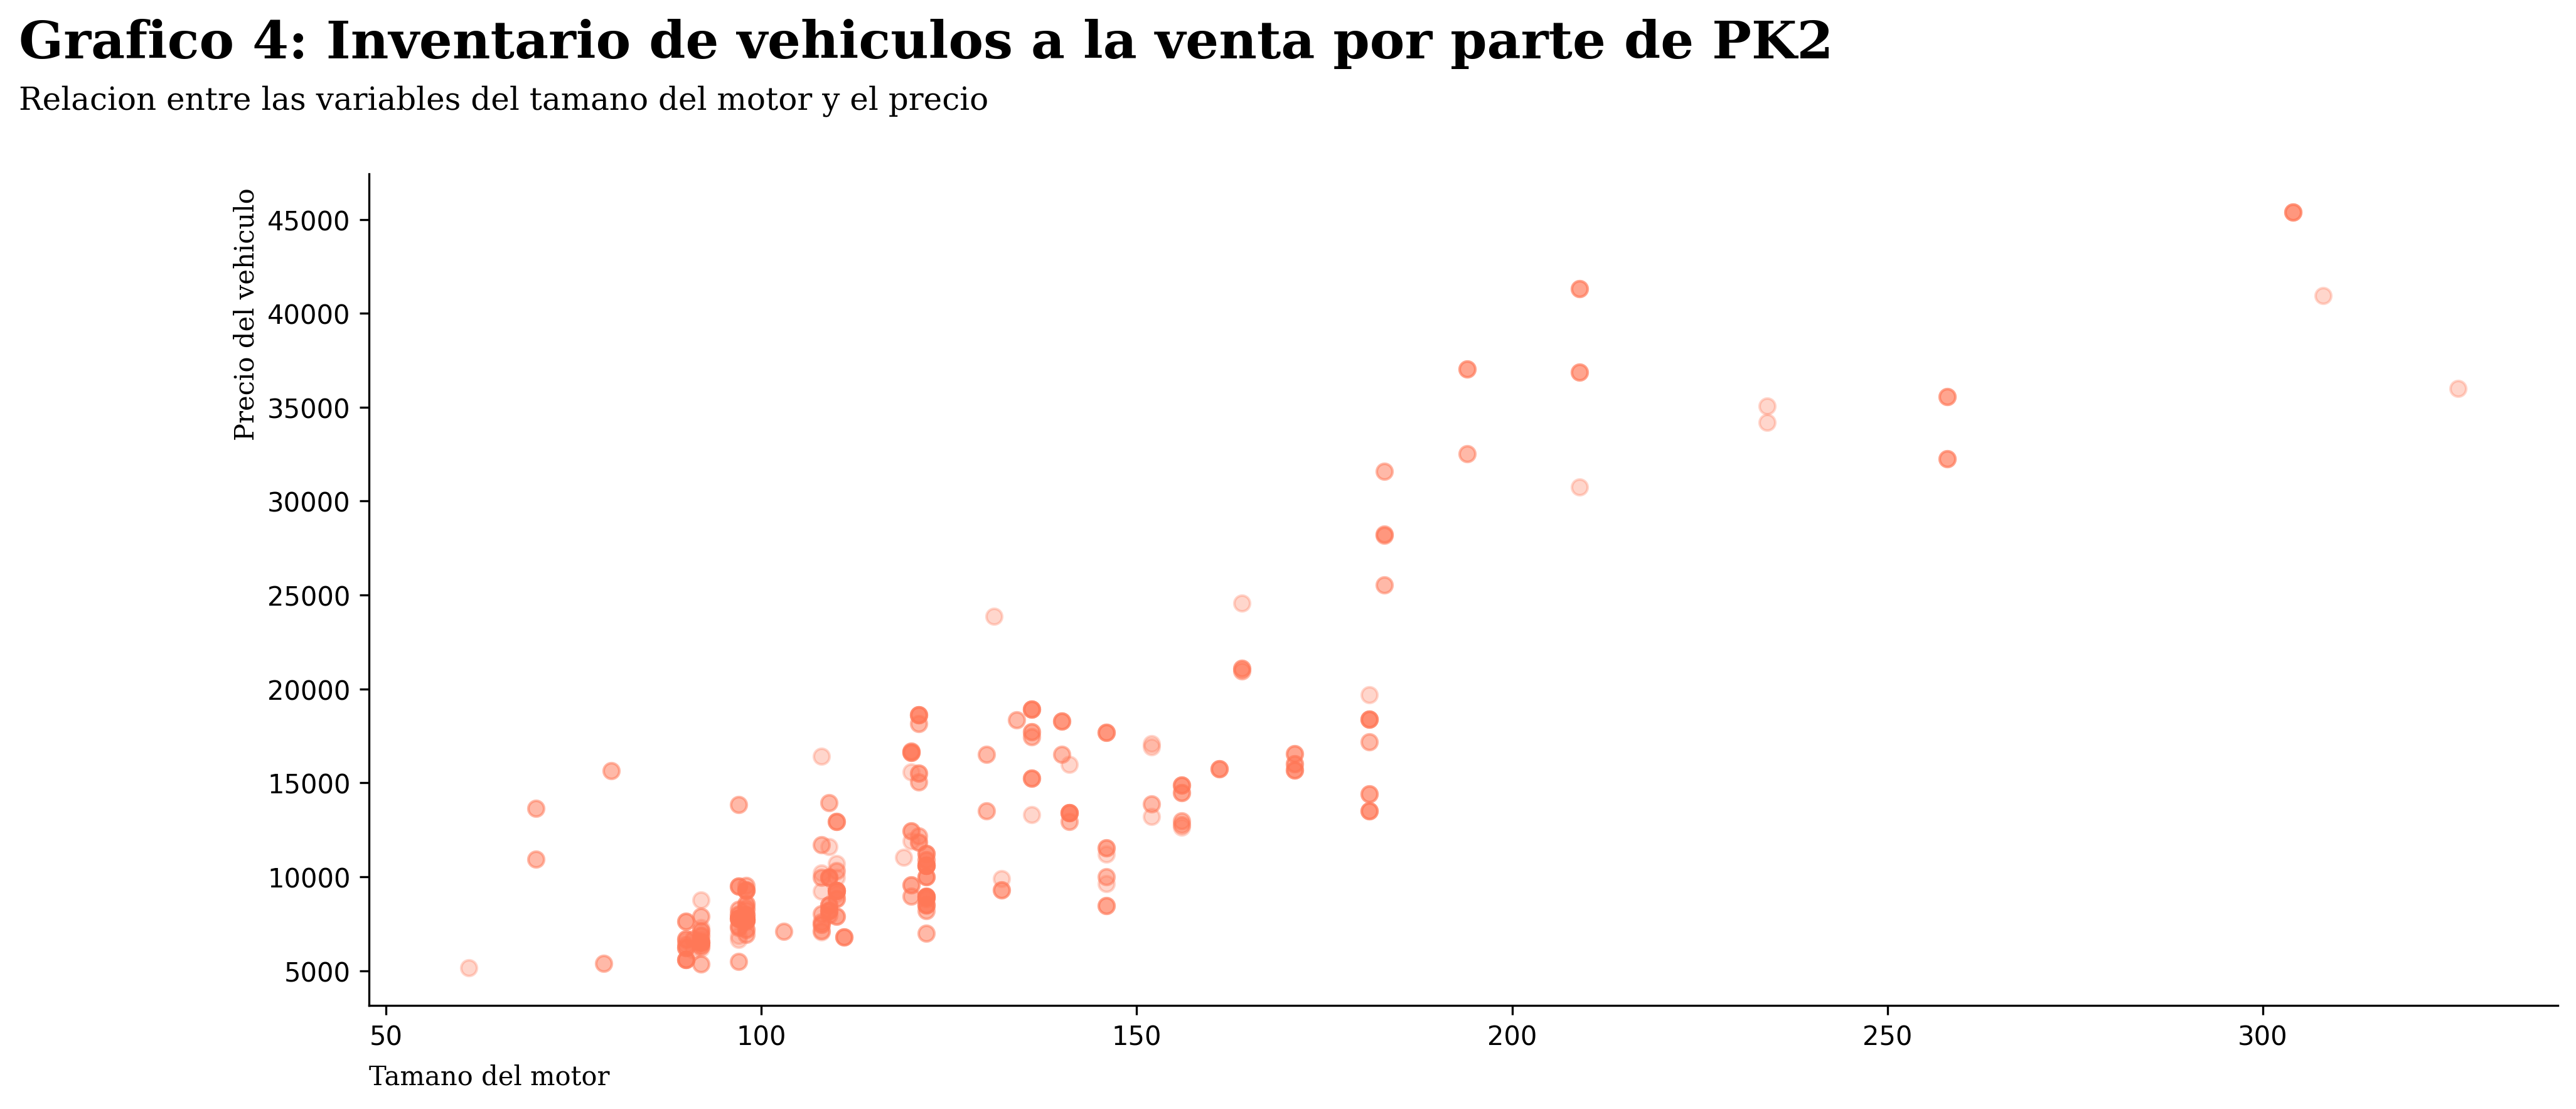 Grafico 4: Inventario de vehiculos a la venta por parte de PK2
Relacion entre las variables del tamano del motor y el precio
Precio del vehiculo
45000
40000
35000
30000
25000
20000
15000
10000
5000
50 100 150 200 250 300
Tamano del motor